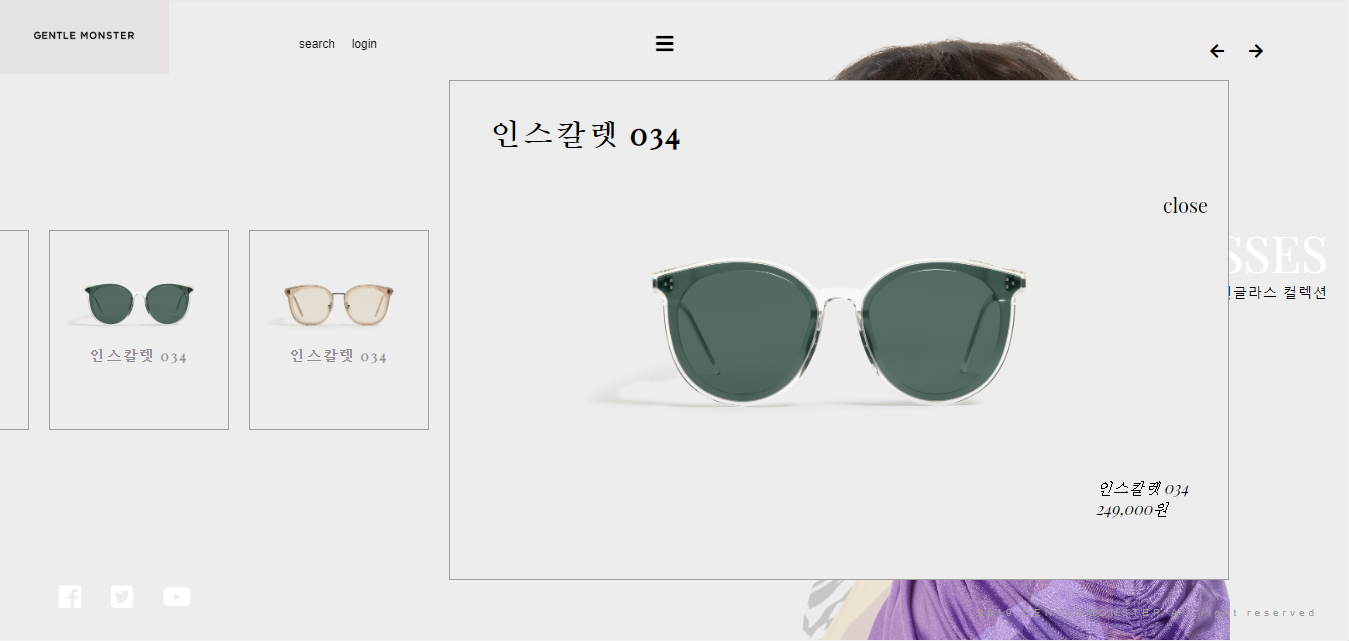 GENTLE MONSTER
search login
인스칼렛 034
close
SSES
글라스 컬렉션
인스칼렛 034
인스칼렛 034
인스칼렛 034
249,000원
reserved